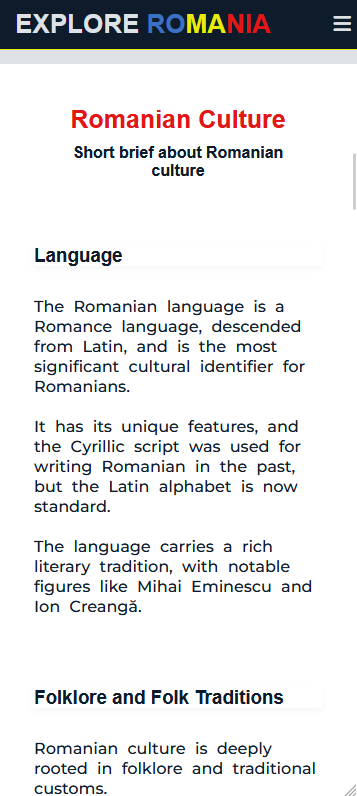 EXPLORE ROMANIA
Romanian Culture
Short brief about Romanian
culture
Language
The Romanian language is a
Romance language, descended
from Latin, and is the most
significant cultural identifier for
Romanians.
It has its unique features, and
the Cyrillic script was used for
writing Romanian in the past,
but the Latin alphabet is now
standard.
The language carries a rich
literary tradition, with notable
figures like Mihai Eminescu and
Ion Creangă.
Folklore and Folk Traditions
Romanian culture is deeply
rooted in folklore and traditional
customs.